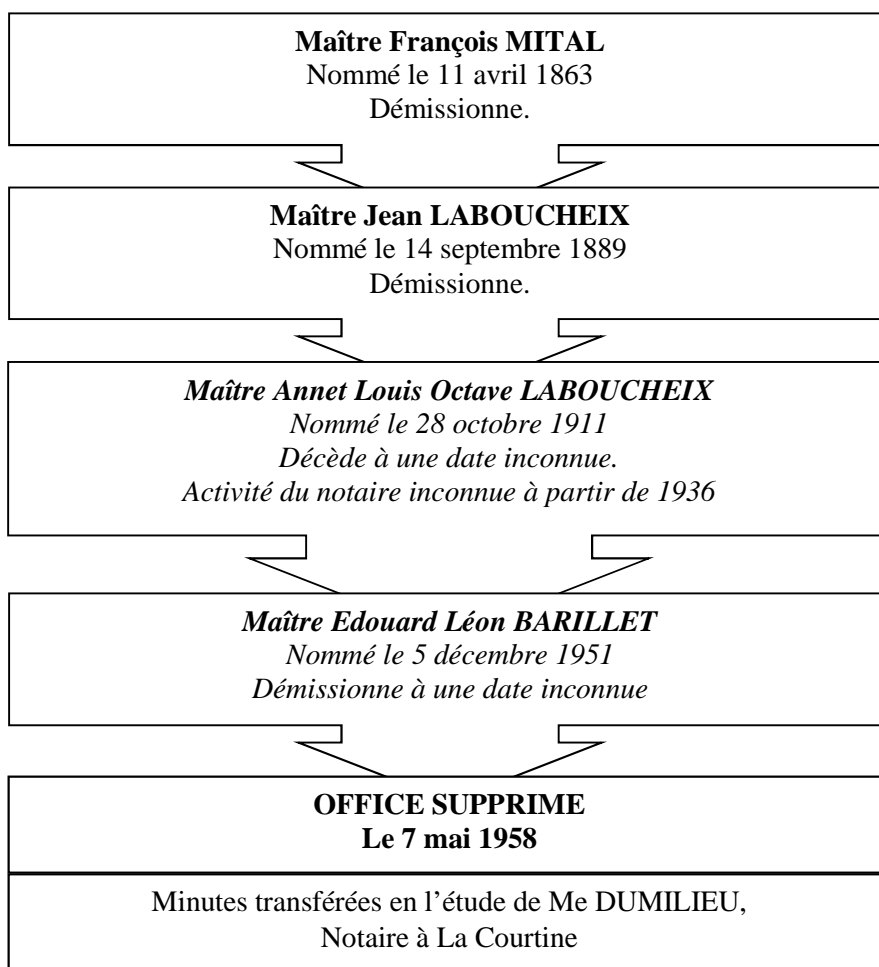 Maître François MITAL
Nommé le 11 avril 1863
Démissionne.
Maître Jean LABOUCHEIX
Nommé le 14 septembre 1889
Démissionne.
Maître Annet Louis Octave LABOUCHEIX
Nommé le 28 octobre 1911
Décède à une date inconnue.
Activité du notaire inconnue à partir de 1936
Maître Edouard Léon BARILLET
Nommé le 5 décembre 1951
Démissionne à une date inconnue
OFFICE SUPPRIME
Le 7 mai 1958
Minutes transférées en l’étude de Me DUMILIEU,
Notaire à La Courtine